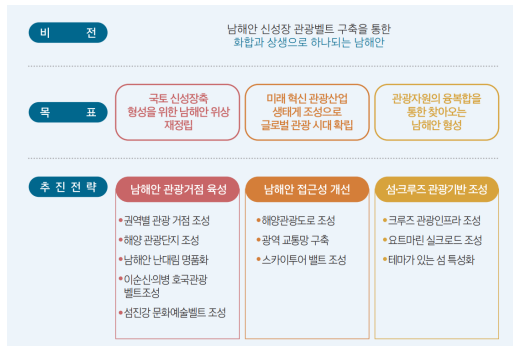 비 전
남해안 신성장 관광벨트 구축을 통한
화합과 상생으로 하나되는 남해안
목 표
국토 신성장축
형성을 위한 남해안 위상
재정립
미래 혁신 관광산업
생태계 조성으로
글로벌 관광 시대 확립
관광자원의 융복합을
통한 찾아오는
남해안 형성
추 진 전 략
남해안 관광거점 육성
•권역별 관광 거점 조성
•해양 관광단지 조성
•남해안 난대림 명품화
•이순신·의병 호국관광
벨트조성
•섬진강 문화예술벨트 조성
남해안 접근성 개선
•해양관광도로 조성
•광역 교통망 구축
•스카이투어 밸트 조성
섬·크루즈 관광기반 조성
•크루즈 관광인프라 조성
•요트마린 실크로드 조성
•테마가 있는 섬 특성화